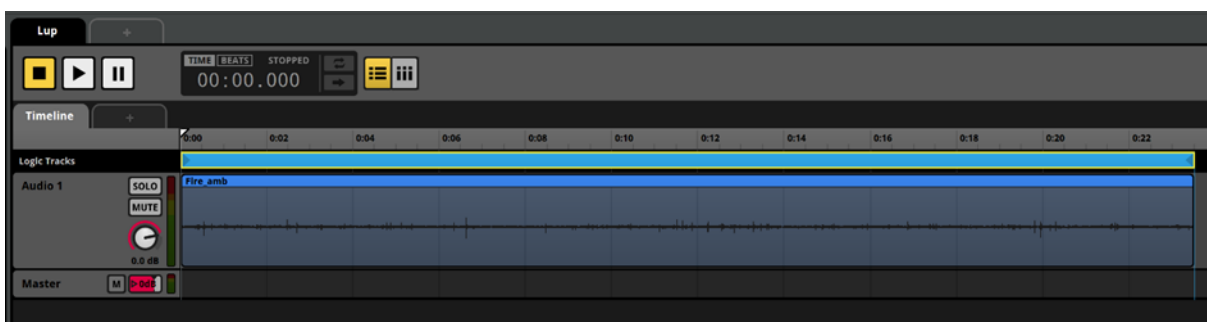 Lup +
TIME BEATS STOPPED
00:00.000
Timeline +
0:00 0:02 0:04 0:06 0:08 0:10 0:12 0:14 0:16 0:18 0:20 0:22
Logic Tracks
Audio 1 SOLO Fire_amb
MUTE
0.0 dB
Master M 0dB